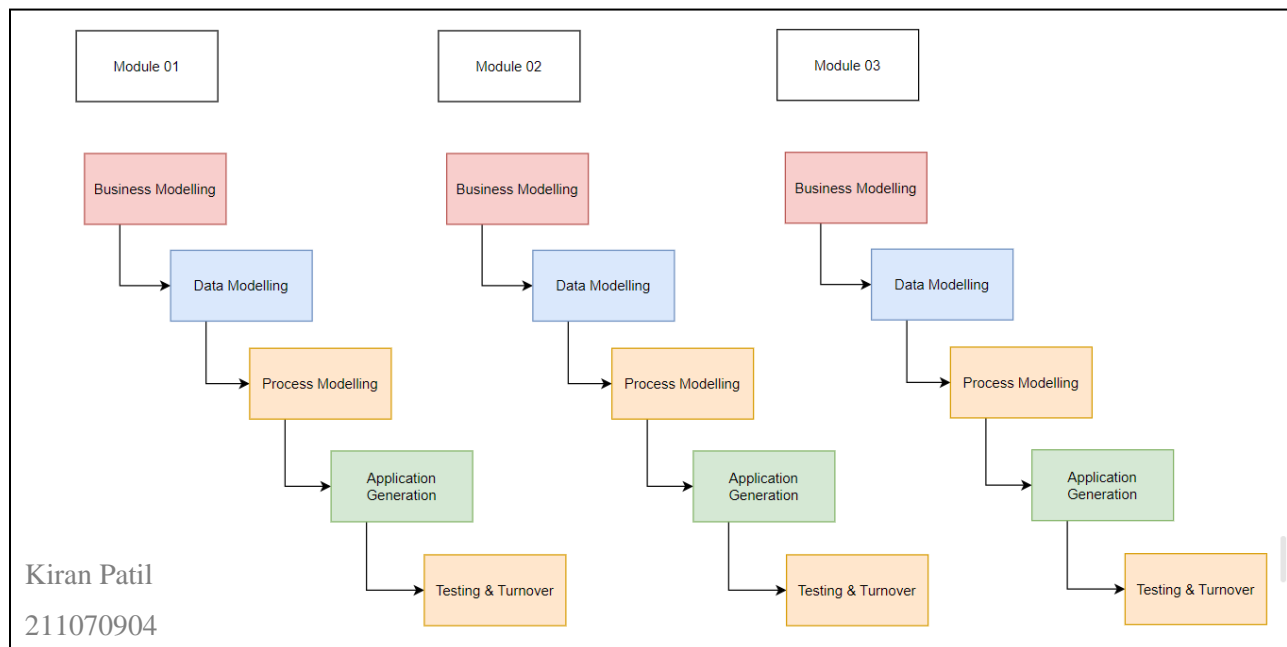 Module 01
Module 02
Module 03
Business Modelling
Business Modelling
Business Modelling
Data Modelling
Data Modelling
Data Modelling
Process Modelling
Process Modelling
Process Modelling
Application
Generation
Application
Generation
Application
Generation
Testing & Turnover
Testing & Turnover
Testing & Turnover
Kiran Patil
211070904